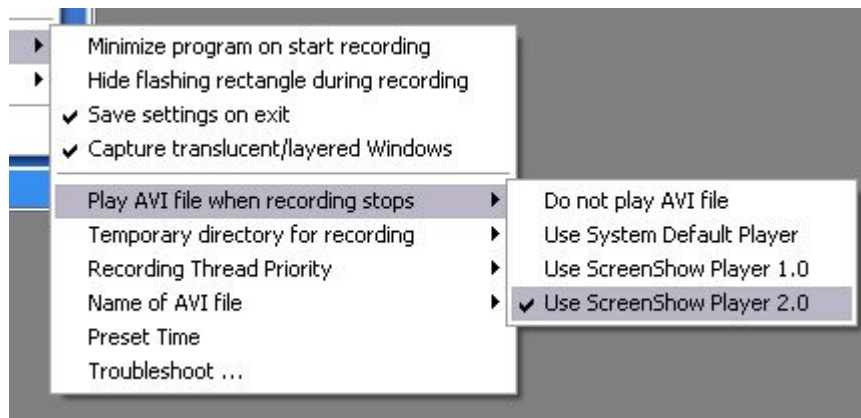 Minimize program on start recording
Hide flashing rectangle during recording
Save settings on exit
Capture translucent/layered Windows
Play AVI file when recording stops
Temporary directory for recording
Recording Thread Priority
Name of AVI file
Preset Time
Troubleshoot ...
Do not play AVI file
Use System Default Player
Use ScreenShow Player 1.0
Use ScreenShow Player 2.0